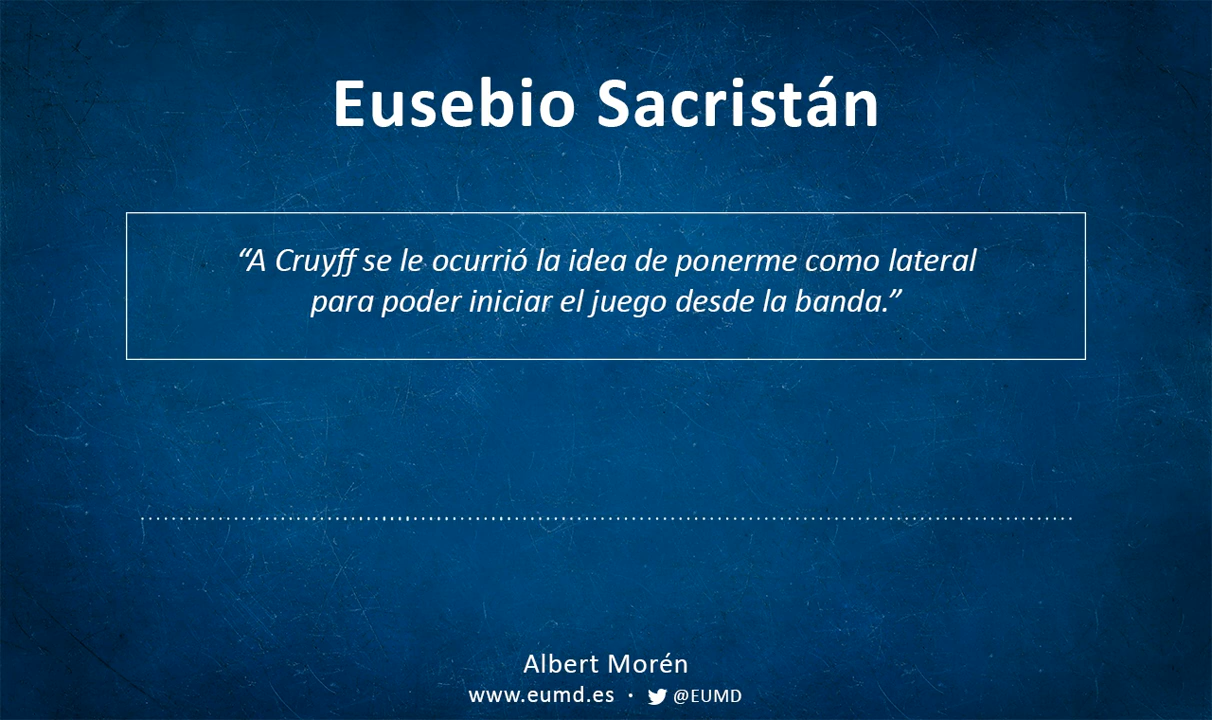 Eusebio Sacristán
“A Cruyff se le ocurrió la idea de ponerme como lateral
para poder iniciar el juego desde la banda.”
Albert Morén
www.eumd.es · @EUMD